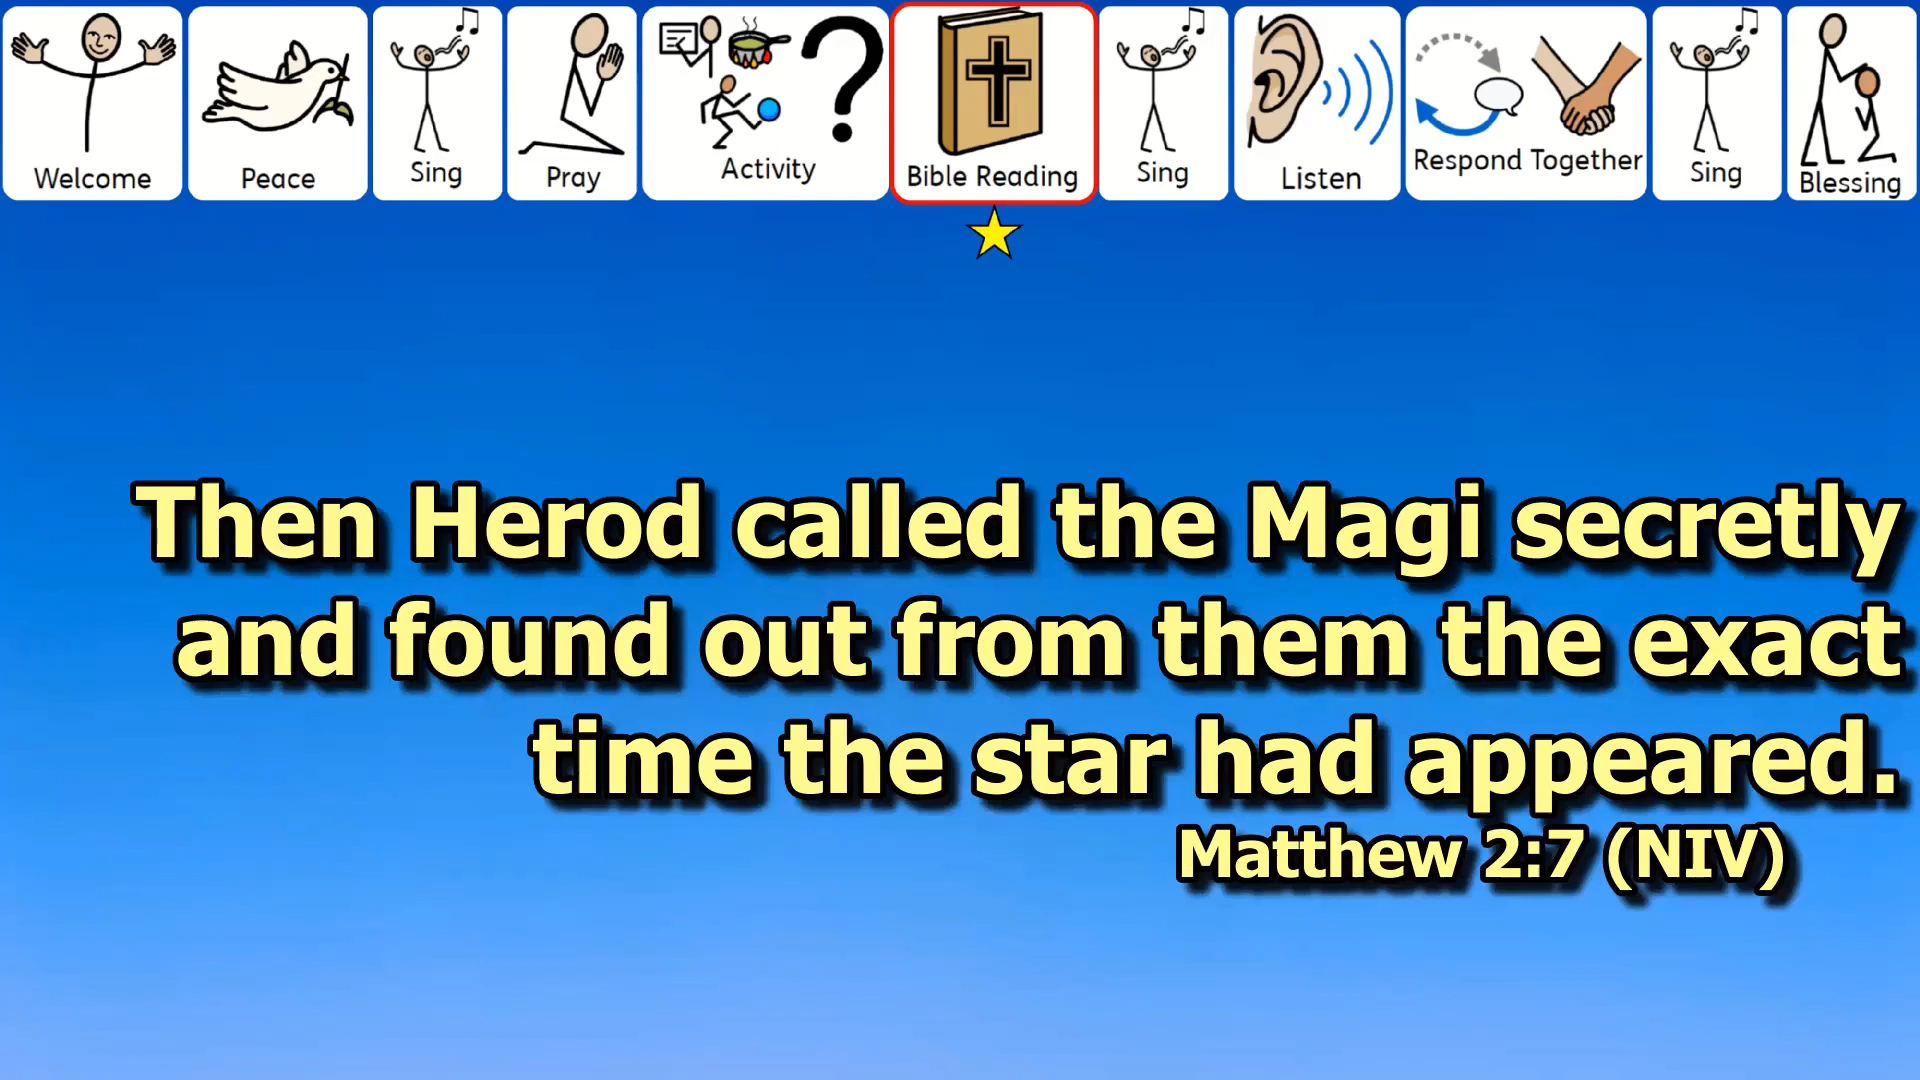 Welcome
Peace
Sing
Pray
Activity
Bible Reading
Sing
Listen
Respond Together
Sing
Blessing
Then Herod called the Magi secretly
and found out from them the exact
time the star had appeared.
Matthew 2:7 (NIV)